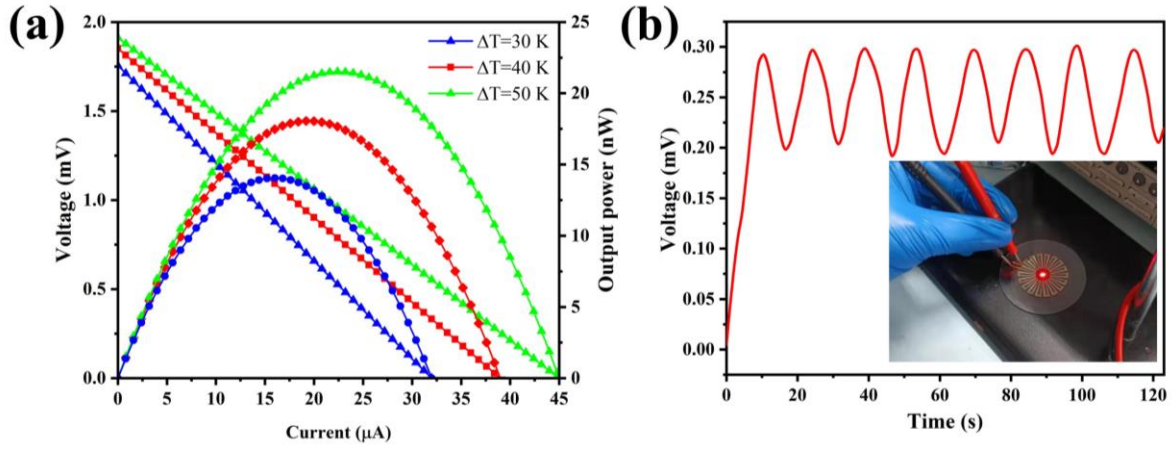 (a)
2.0
1.5
1.0
0.5
0.0
Voltage (mV)
ΔT=30 K
ΔT=40 K
ΔT=50 K
25
20
15
10
5
0
Output power (nW)
0 5 10 15 20 25 30 35 40 45
Current (μA)
(b)
0.30
0.25
0.20
0.15
0.10
0.05
0.00
Voltage (mV)
0 20 40 60 80 100 120
Time (s)